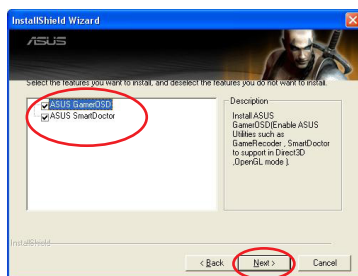 InstallShield Wizard
ASUS
Select the features you want to install, and deselect the features you do not want to install.
ASUS GamerOSD
ASUS SmartDoctor
Description
Install ASUS
GamerOSD(Enable ASUS
Utilities such as
GameRecoder , SmartDoctor
to support in Direct3D
,OpenGL mode ).
InstallShield
< Back
Next >
Cancel